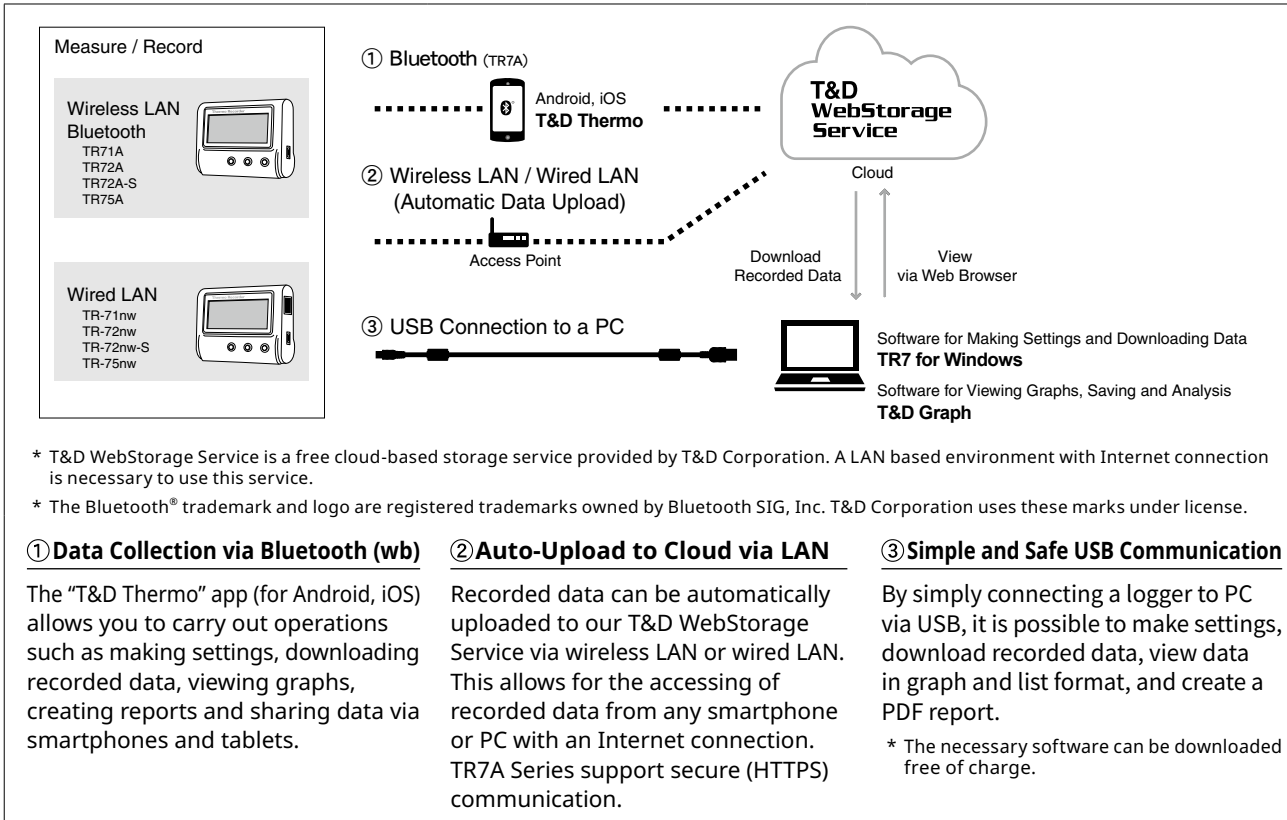 Measure / Record
Wireless LAN
Bluetooth
TR71A
TR72A
TR72A-S
TR75A
Wired LAN
TR-71nw
TR-72nw
TR-72nw-S
TR-75nw
① Bluetooth (TR7A)
Android, iOS
T&D Thermo
② Wireless LAN / Wired LAN
(Automatic Data Upload)
Access Point
③ USB Connection to a PC
T&D
WebStorage
Service
Cloud
Download
Recorded Data
View
via Web Browser
Software for Making Settings and Downloading Data
TR7 for Windows
Software for Viewing Graphs, Saving and Analysis
T&D Graph
* T&D WebStorage Service is a free cloud-based storage service provided by T&D Corporation. A LAN based environment with Internet connection
is necessary to use this service.
* The Bluetooth® trademark and logo are registered trademarks owned by Bluetooth SIG, Inc. T&D Corporation uses these marks under license.
①Data Collection via Bluetooth (wb)
The “T&D Thermo” app (for Android, iOS)
allows you to carry out operations
such as making settings, downloading
recorded data, viewing graphs,
creating reports and sharing data via
smartphones and tablets.
②Auto-Upload to Cloud via LAN
Recorded data can be automatically
uploaded to our T&D WebStorage
Service via wireless LAN or wired LAN.
This allows for the accessing of
recorded data from any smartphone
or PC with an Internet connection.
TR7A Series support secure (HTTPS)
communication.
③Simple and Safe USB Communication
By simply connecting a logger to PC
via USB, it is possible to make settings,
download recorded data, view data
in graph and list format, and create a
PDF report.
* The necessary software can be downloaded
free of charge.